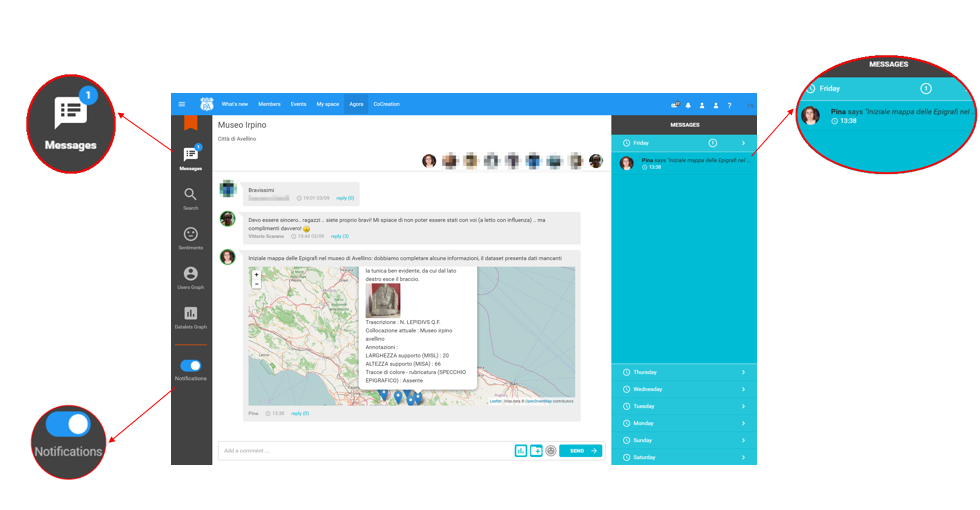 MESSAGES
Friday 1
Pina says "Iniziale mappa delle Epigrafi nel ...
13:38
1
Messages
What's new Members Events My space Agora CoCreation ?
Museo Irpino
Città di Avellino
MESSAGES
Friday 1
Pina says "Iniziale mappa delle Epigrafi nel ...
13:38
1
Messages
Search
Sentiments
Users Graph
Datalets Graph
Notifications
Bravissimi
19:01 03/09 reply (0)
Devo essere sincero.. ragazzi .. siete proprio bravi! Mi spiace di non poter essere stati con voi (a letto con influenza) .. ma
complimenti davvero!
Vittorio Scarano 19:44 03/09 reply (3)
Iniziale mappa delle Epigrafi nel museo di Avellino: dobbiamo completare alcune informazioni, il dataset presenta dati mancanti
+
−
la tunica ben evidente, da cui dal lato
destro esce il braccio.
Trascrizione : N. LEPIDIVS Q.F.
Collocazione attuale : Museo irpino
avellino
Annotazioni :
LARGHEZZA supporto (MISL) : 20
ALTEZZA supporto (MISA) : 66
Tracce di colore - rubricatura (SPECCHIO
EPIGRAFICO) : Assente
Leaflet | Map data © OpenStreetMap contributors
Pina 13:38 reply (0)
Add a comment ...
SEND
Thursday
Wednesday
Tuesday
Monday
Sunday
Saturday
Notifications